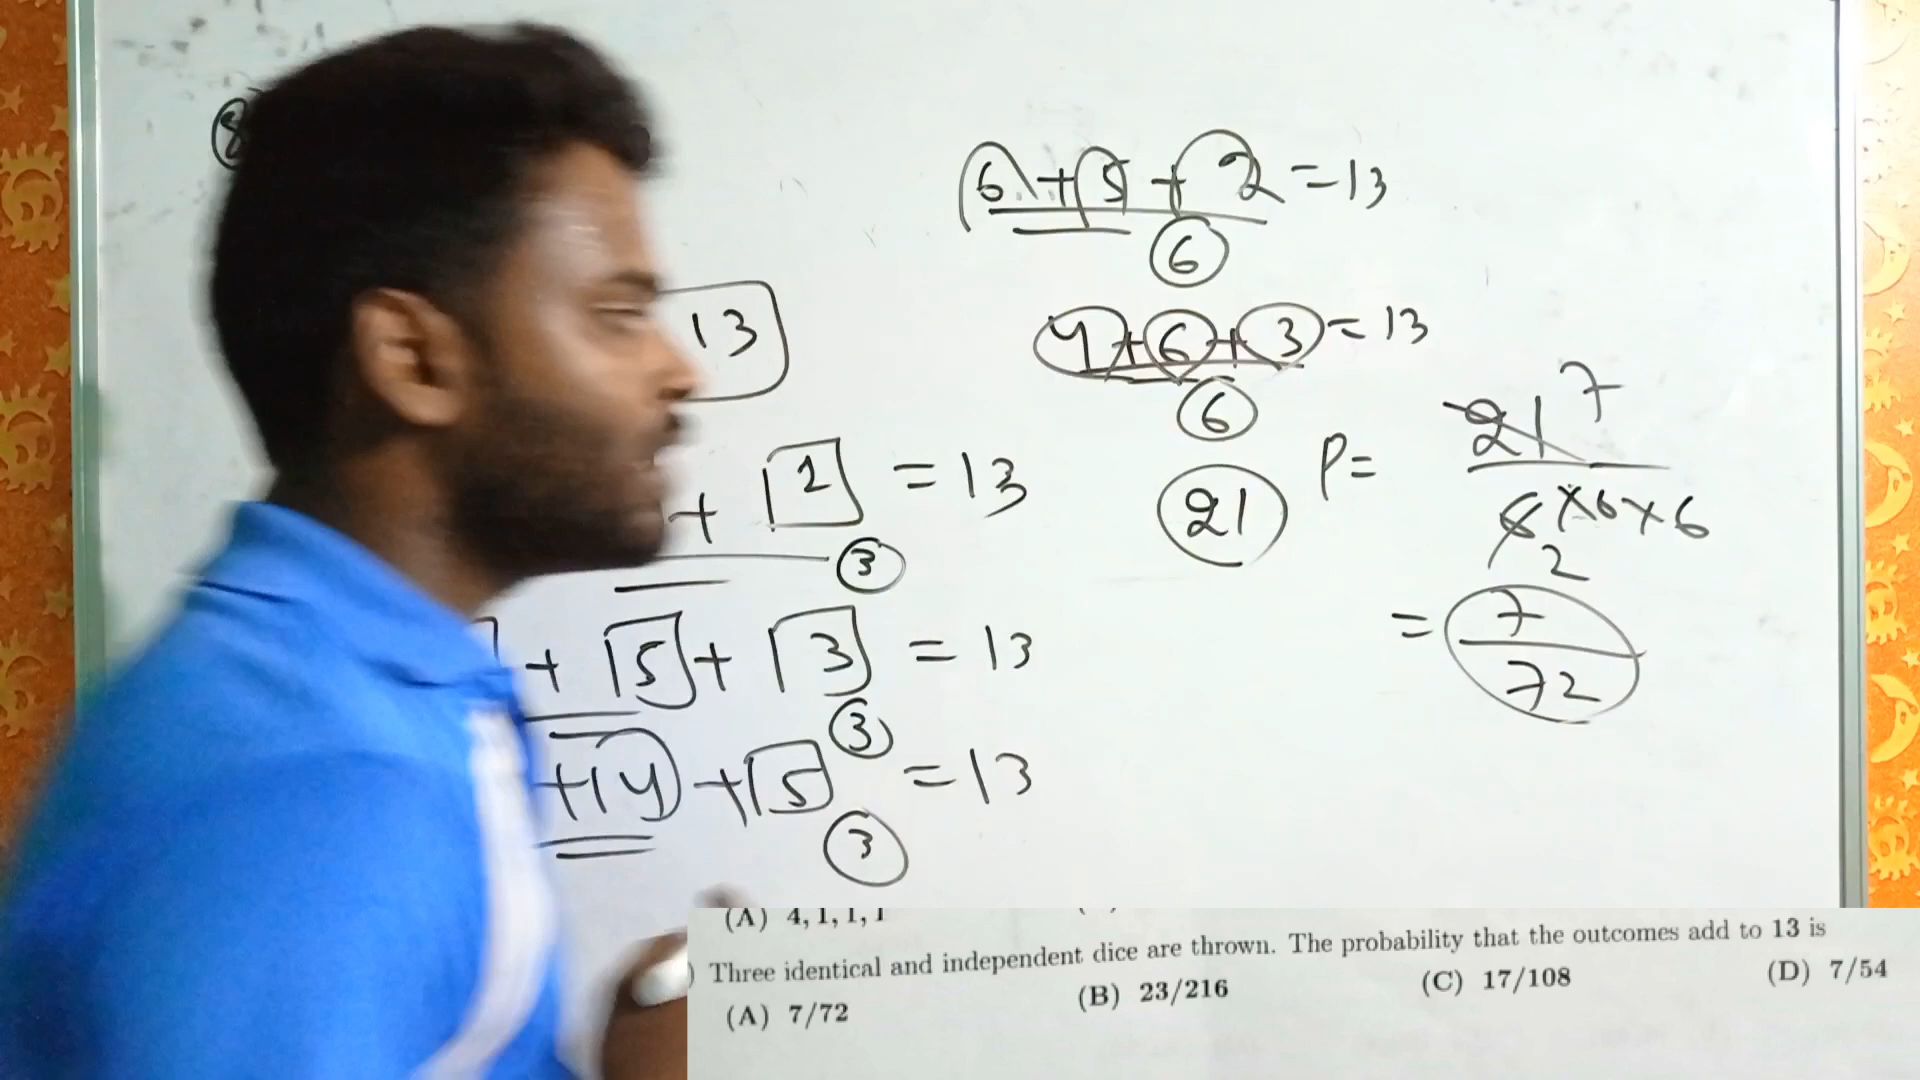 8
6 + 5 + 2 = 13
6
13
4 + 6 + 3 = 13
6
+ 1 = 13
3
21
P = 21 7
6 × 6 × 6
2
= 7
72
+ 5 + 3 = 13
3
+ 4 + 5 = 13
3
(A) 4, 1, 1, 1
) Three identical and independent dice are thrown. The probability that the outcomes add to 13 is
(A) 7/72 (B) 23/216 (C) 17/108 (D) 7/54